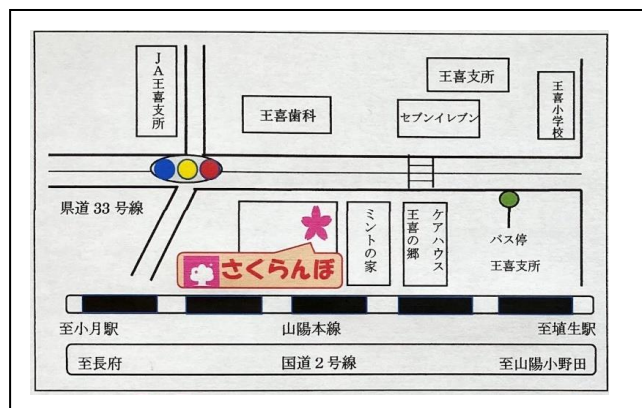 JA王喜支所
王喜歯科
王喜支所
セブンイレブン
王喜小学校
県道33号線
さくらんぼ
ミントの家
ケアハウス
王喜の郷
バス停
王喜支所
至小月駅
山陽本線
至埴生駅
至長府
国道2号線
至山陽小野田